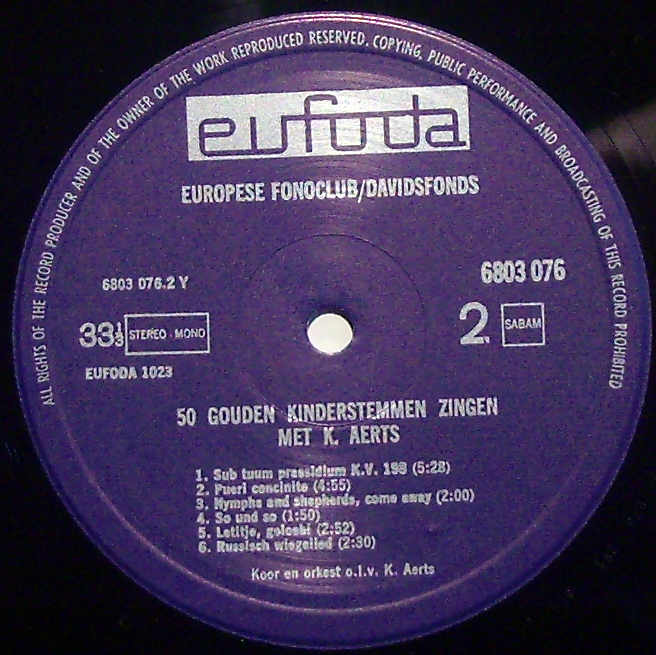 ALL RIGHTS OF THE RECORD PRODUCER AND OF THE OWNER OF THE WORK REPRODUCED RESERVED. COPYING, PUBLIC PERFORMANCE AND BROADCASTING OF THIS RECORD PROHIBITED
eufoda
EUROPESE FONOCLUB/DAVIDSFONDS
6803 076.2 Y
6803 076
33⅓ STEREO - MONO
2 SABAM
EUFODA 1023
50 GOUDEN KINDERSTEMMEN ZINGEN
MET K. AERTS
1. Sub tuum præsidium K.V. 198 (5:28)
2. Pueri concinite (4:55)
3. Nymphs and shepherds, come away (2:00)
4. So und so (1:50)
5. Letitje, golcebi (2:52)
6. Russisch wiegelied (2:30)
Koor en orkest o.l.v. K. Aerts